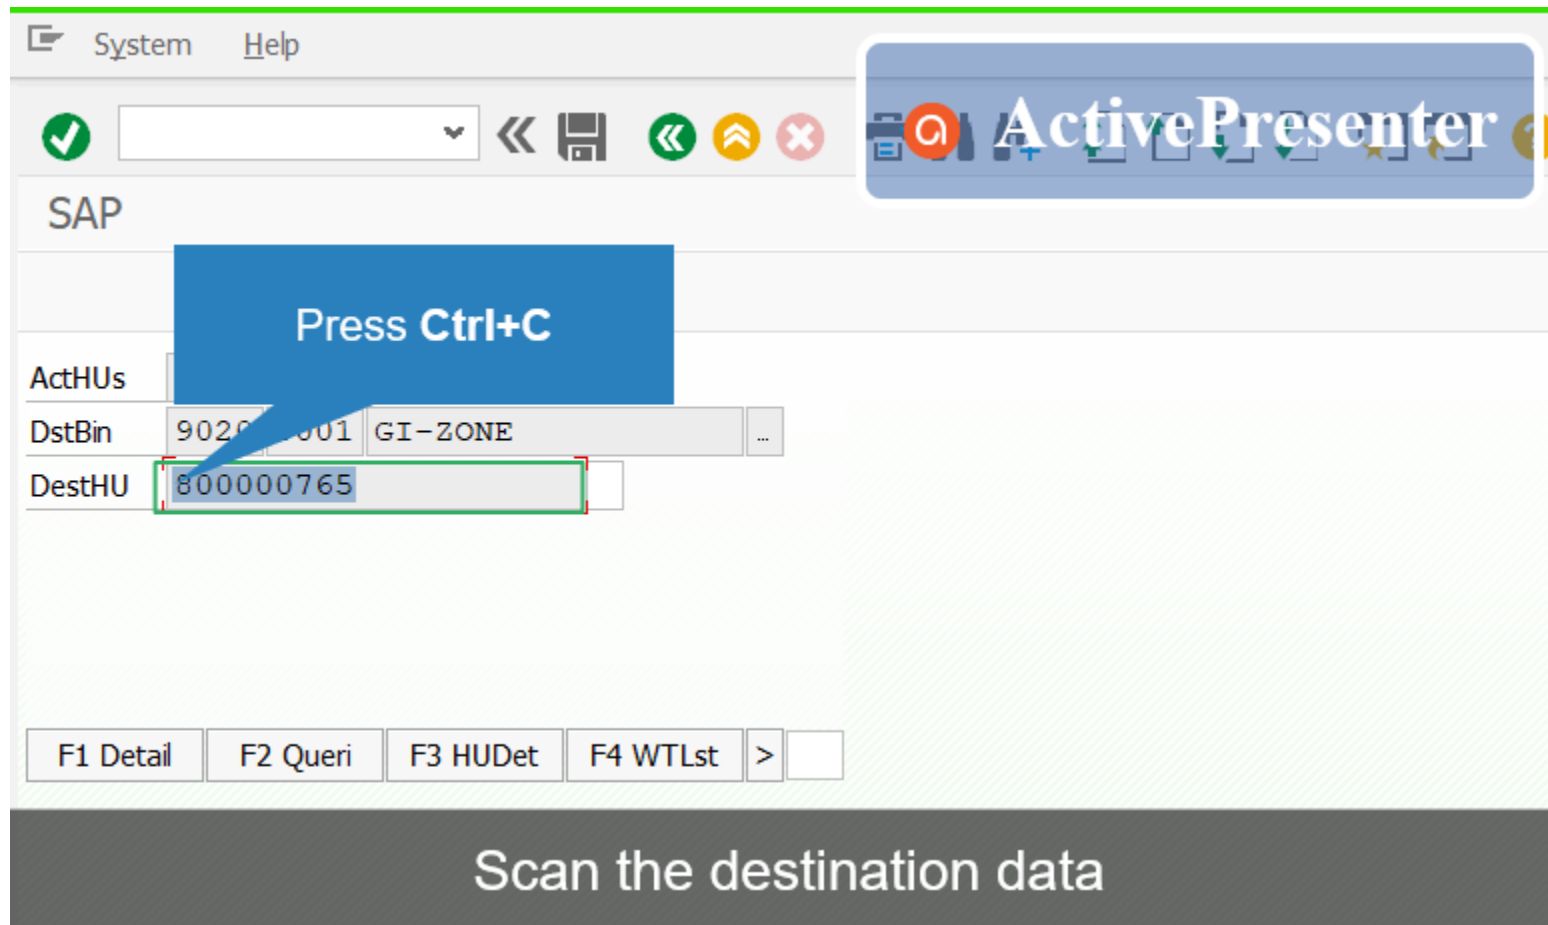 System Help
ActivePresenter
SAP
Press Ctrl+C
ActHUs
DstBin GI-ZONE ...
DestHU 800000765
F1 Detail F2 Queri F3 HUDet F4 WTLst >
Scan the destination data